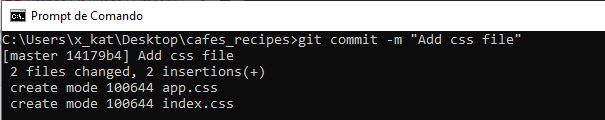 Prompt de Comando
C:\Users\x_kat\Desktop\cafes_recipes>git commit -m "Add css file"
[master 14179b4] Add css file
 2 files changed, 2 insertions(+)
 create mode 100644 app.css
 create mode 100644 index.css